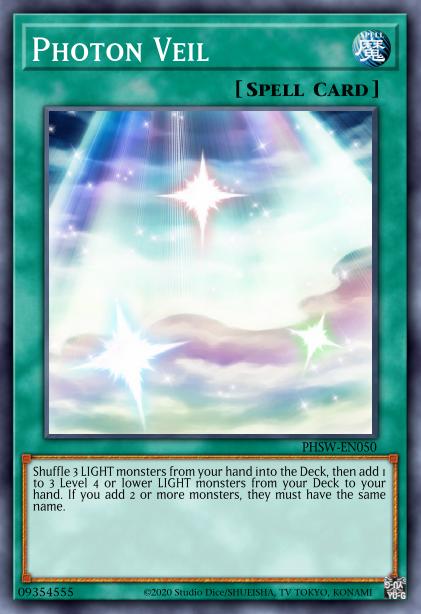 Photon Veil
SPELL
魔
[Spell Card]
PHSW-EN050
Shuffle 3 LIGHT monsters from your hand into the Deck, then add 1
to 3 Level 4 or lower LIGHT monsters from your Deck to your
hand. If you add 2 or more monsters, they must have the same
name.
09354555
©2020 Studio Dice/SHUEISHA, TV TOKYO, KONAMI